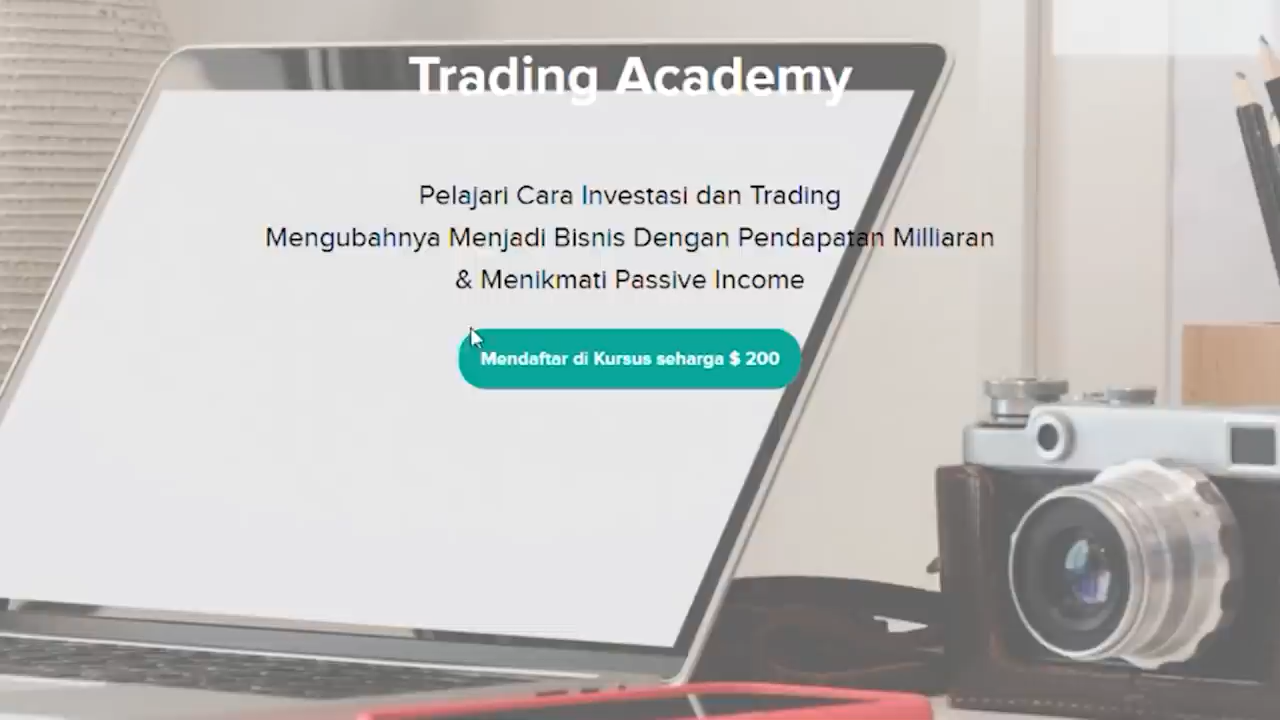 Trading Academy
Pelajari Cara Investasi dan Trading
Mengubahnya Menjadi Bisnis Dengan Pendapatan Milliaran
& Menikmati Passive Income
Mendaftar di Kursus seharga $ 200